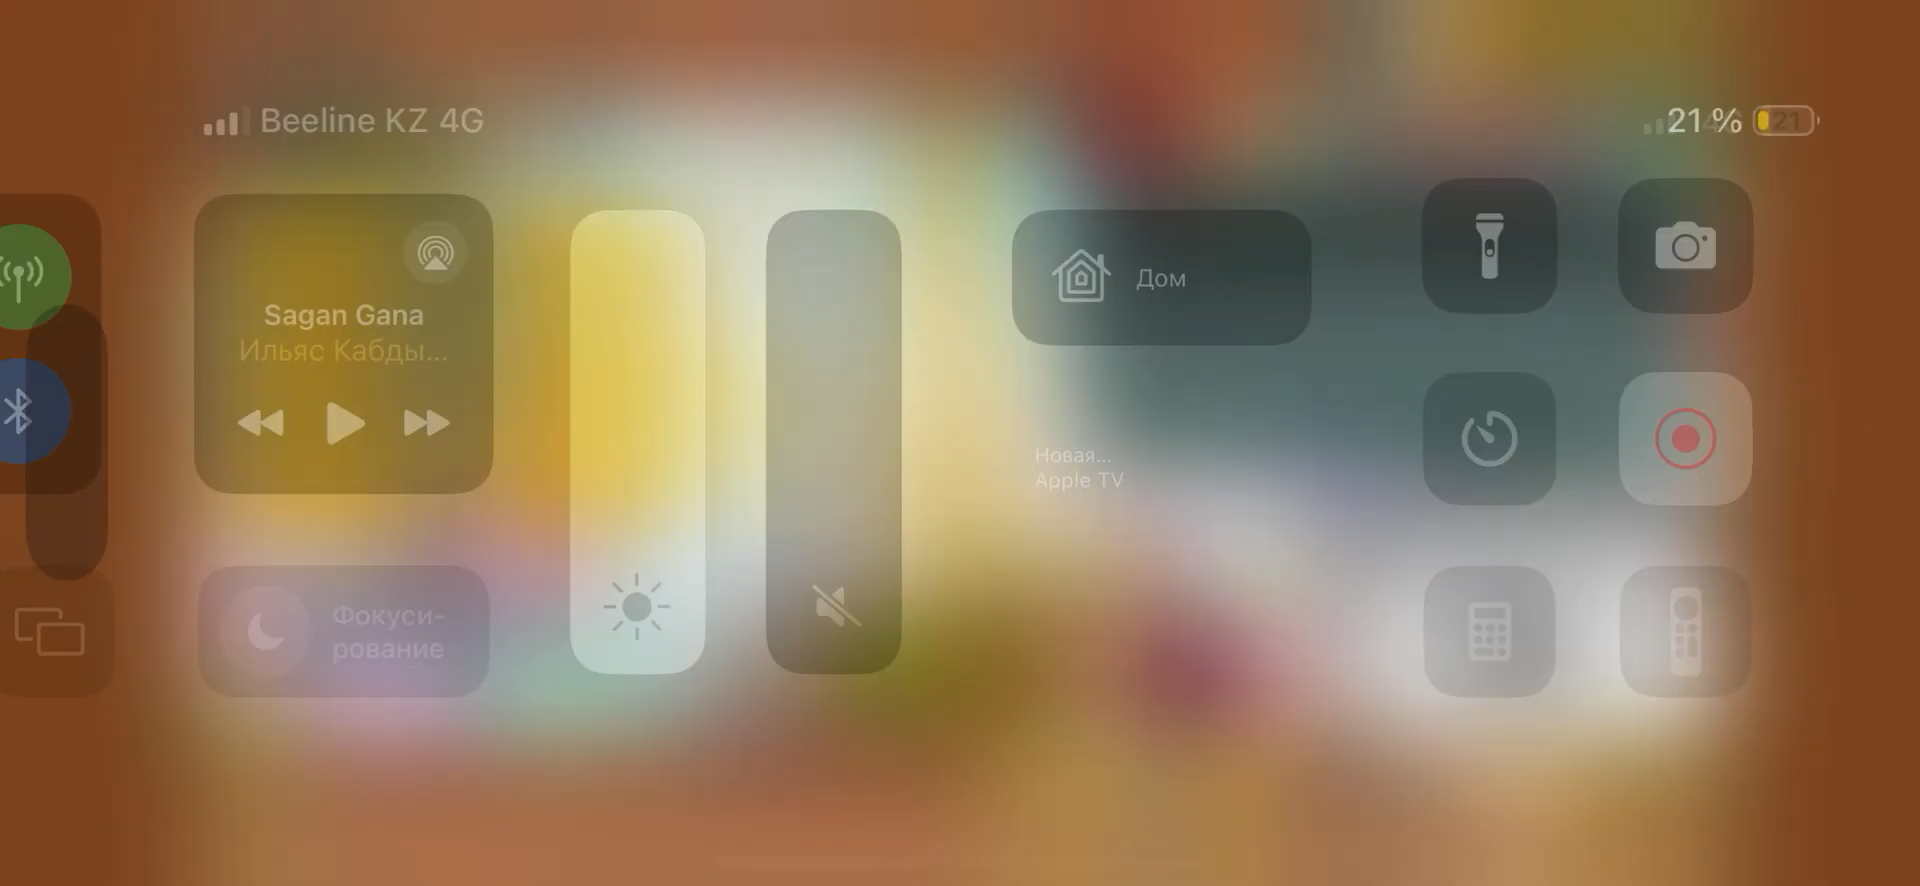 Beeline KZ 4G
21 %
21
Sagan Gana
Ильяс Кабды...
Фокуси-
рование
Дом
Новая...
Apple TV